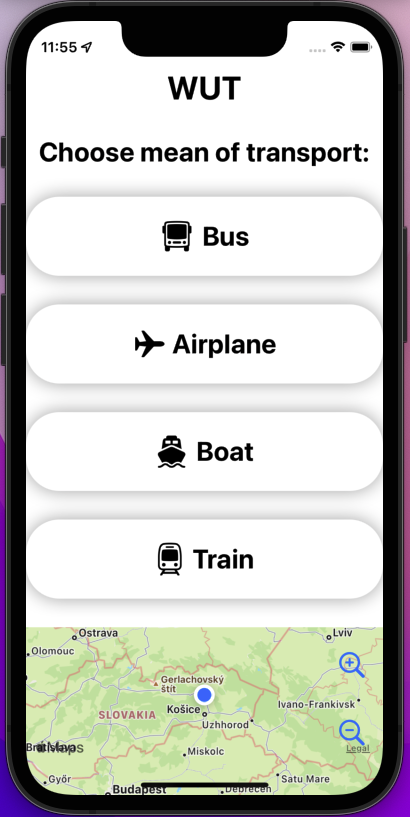 11:55
WUT
Choose mean of transport:
Bus
Airplane
Boat
Train
Ostrava
Lviv
Olomouc
Gerlachovský
štít
Košice
SLOVAKIA
Ivano-Frankivsk
Uzhhorod
Bratislava
Maps
Legal
Miskolc
Győr
Satu Mare
Budapest
Debrecen